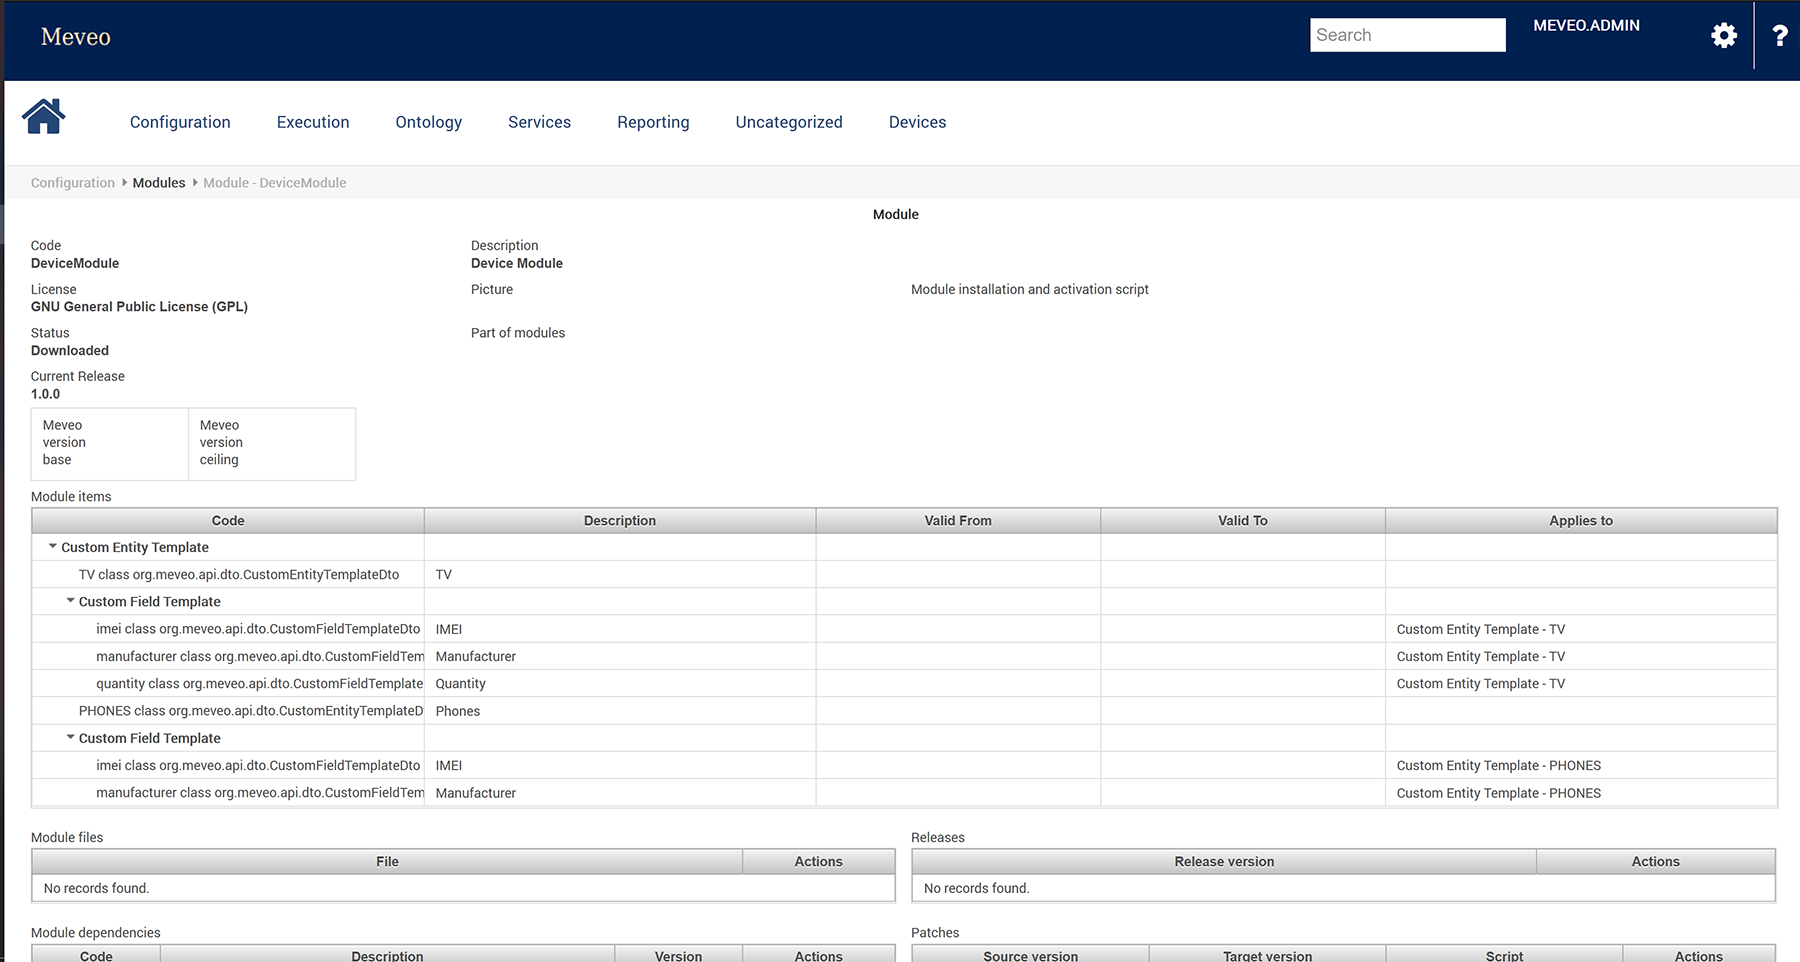 Meveo
Search
MEVEO.ADMIN
?
Configuration Execution Ontology Services Reporting Uncategorized Devices
Configuration Modules Module - DeviceModule
Module
Code
DeviceModule
Description
Device Module
License
GNU General Public License (GPL)
Picture
Module installation and activation script
Status
Downloaded
Part of modules
Current Release
1.0.0
Meveo version base
Meveo version ceiling
Module items
Code Description Valid From Valid To Applies to
Custom Entity Template
TV class org.meveo.api.dto.CustomEntityTemplateDto TV
Custom Field Template
imei class org.meveo.api.dto.CustomFieldTemplateDto IMEI Custom Entity Template - TV
manufacturer class org.meveo.api.dto.CustomFieldTem Manufacturer Custom Entity Template - TV
quantity class org.meveo.api.dto.CustomFieldTemplate Quantity Custom Entity Template - TV
PHONES class org.meveo.api.dto.CustomEntityTemplateD Phones
Custom Field Template
imei class org.meveo.api.dto.CustomFieldTemplateDto IMEI Custom Entity Template - PHONES
manufacturer class org.meveo.api.dto.CustomFieldTem Manufacturer Custom Entity Template - PHONES
Module files
File Actions
No records found.
Releases
Release version Actions
No records found.
Module dependencies
Code Description Version Actions
Patches
Source version Target version Script Actions